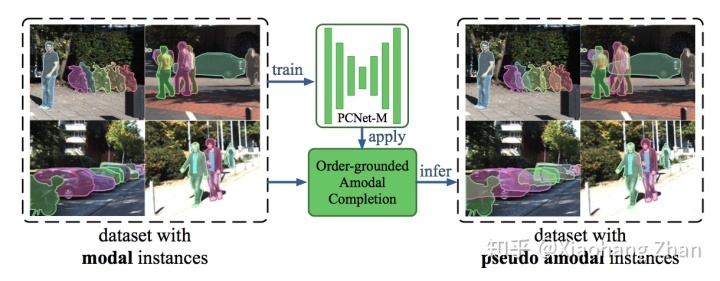 train
PCNet-M
apply
Order-grounded
Amodal
Completion
infer
dataset with
modal instances
dataset with
pseudo amodal instances
知乎 @Xiaohang Zhan